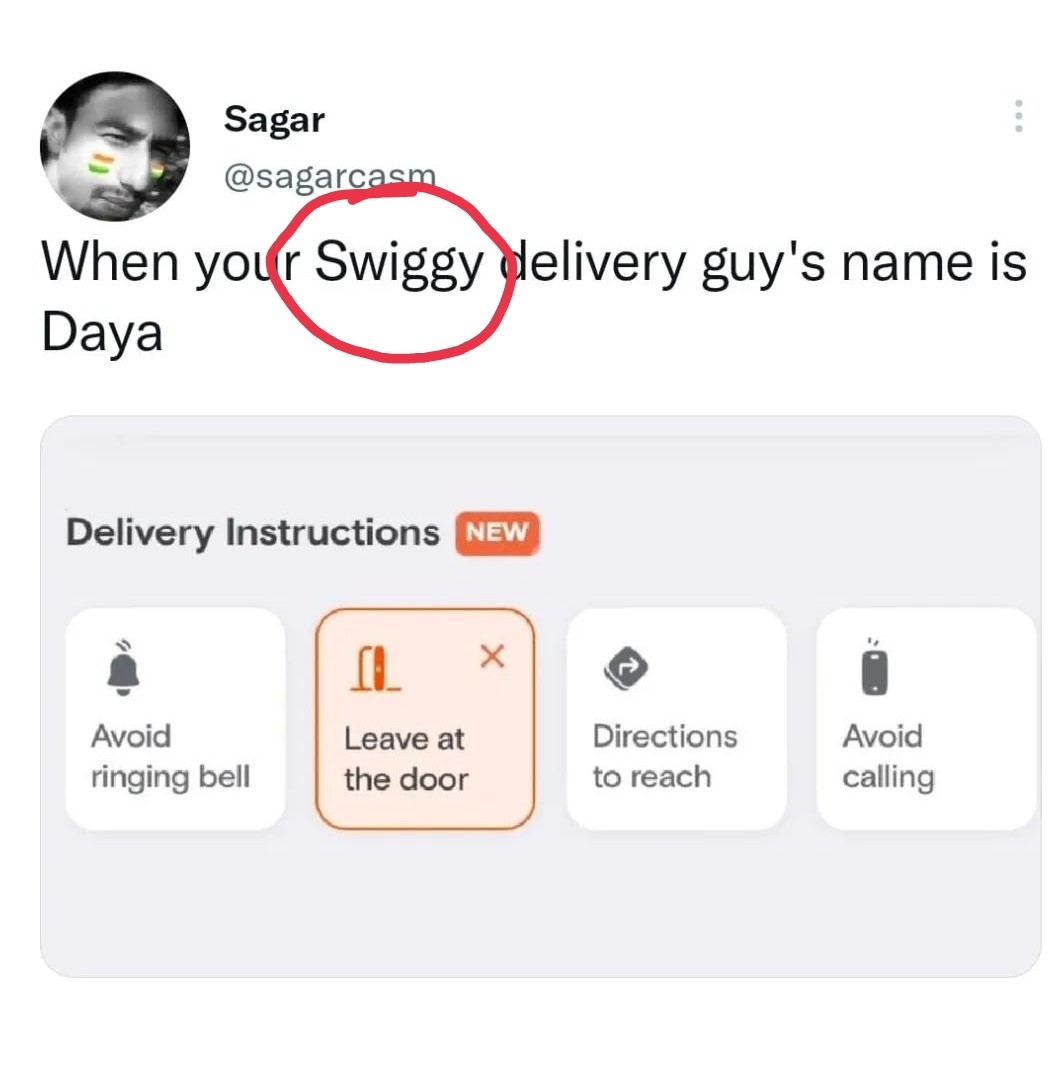 Sagar
@sagarcasm
When your Swiggy delivery guy's name is
Daya
Delivery Instructions NEW
Avoid
ringing bell
Leave at
the door
Directions
to reach
Avoid
calling